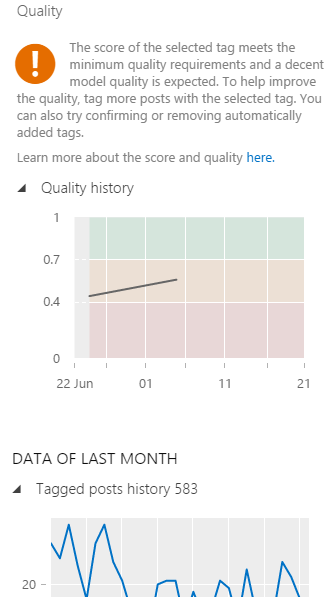 Quality
The score of the selected tag meets the
minimum quality requirements and a decent
model quality is expected. To help improve
the quality, tag more posts with the selected tag. You
can also try confirming or removing automatically
added tags.
Learn more about the score and quality here.
Quality history
1
0.7
0.4
0
22 Jun 01 11 21
DATA OF LAST MONTH
Tagged posts history 583
20